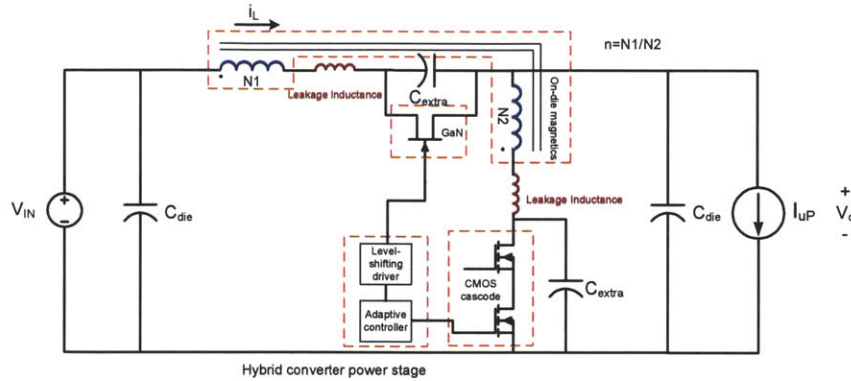 iL
n=N1/N2
N1
Leakage Inductance
Cextra
GaN
N2
On-die magnetics
Leakage Inductance
VIN
+
-
Cdie
Level-
shifting
driver
Adaptive
controller
CMOS
cascode
Cextra
Cdie
IuP
+
-
Hybrid converter power stage